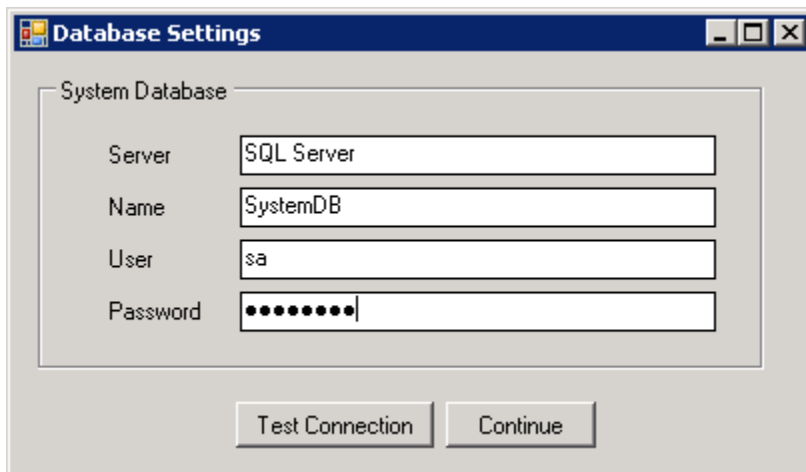 Database Settings
System Database
Server SQL Server
Name SystemDB
User sa
Password ●●●●●●●●
Test Connection Continue